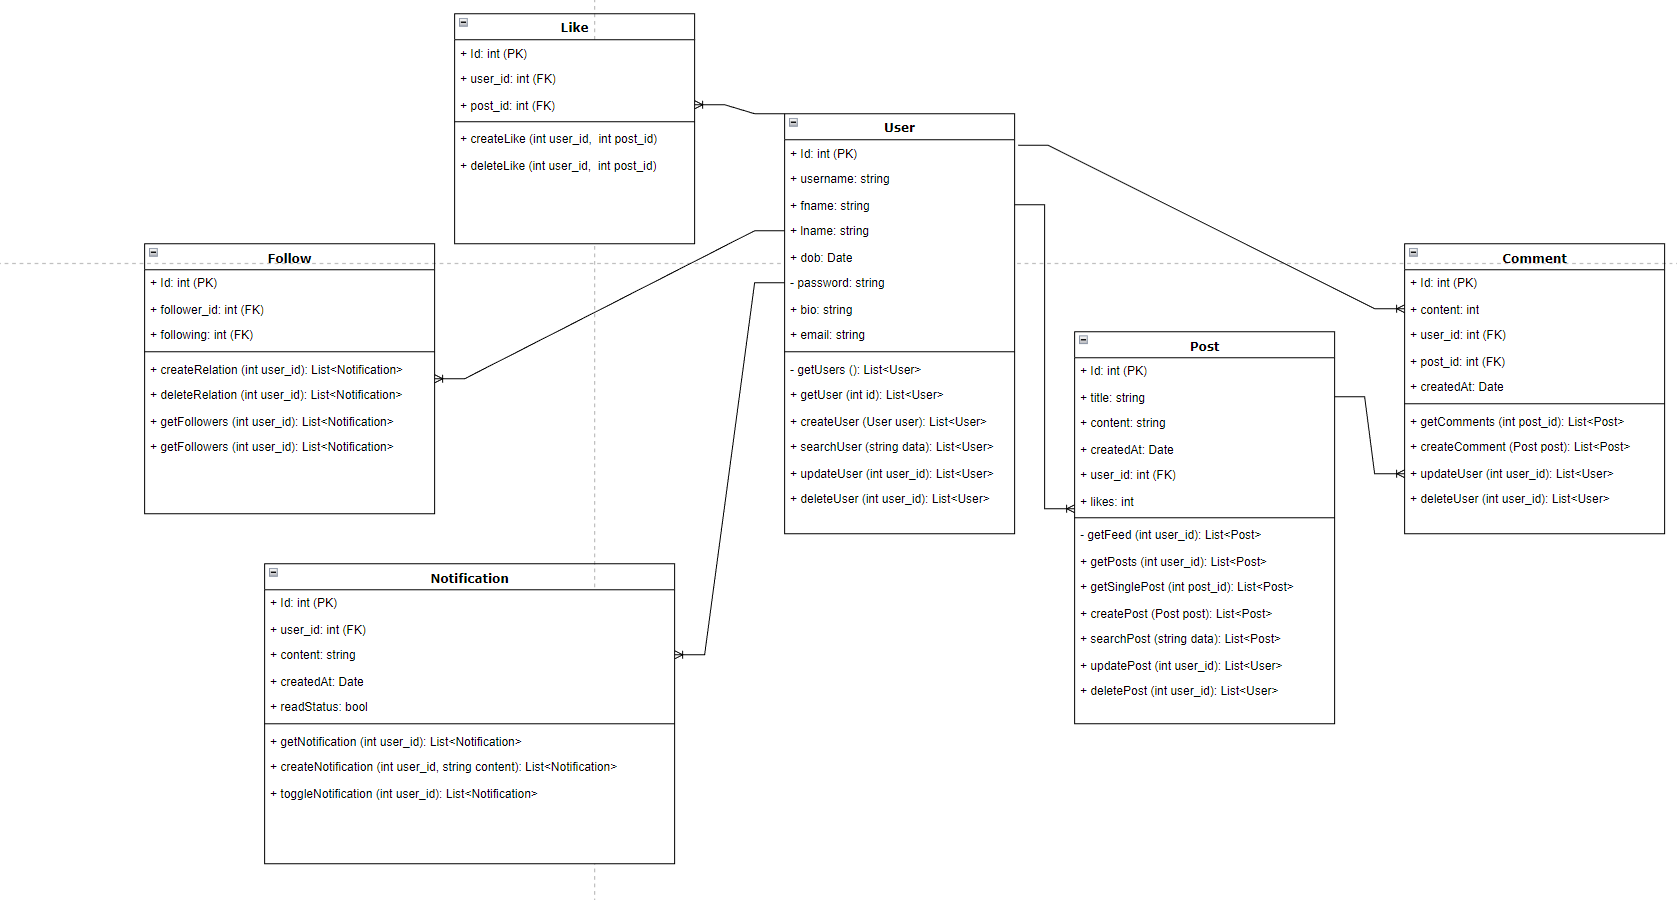 Like
+ Id: int (PK)
+ user_id: int (FK)
+ post_id: int (FK)
+ createLike (int user_id,  int post_id)
+ deleteLike (int user_id,  int post_id)
User
+ Id: int (PK)
+ username: string
+ fname: string
+ lname: string
+ dob: Date
- password: string
+ bio: string
+ email: string
- getUsers (): List<User>
+ getUser (int id): List<User>
+ createUser (User user): List<User>
+ searchUser (string data): List<User>
+ updateUser (int user_id): List<User>
+ deleteUser (int user_id): List<User>
Follow
+ Id: int (PK)
+ follower_id: int (FK)
+ following: int (FK)
+ createRelation (int user_id): List<Notification>
+ deleteRelation (int user_id): List<Notification>
+ getFollowers (int user_id): List<Notification>
+ getFollowers (int user_id): List<Notification>
Comment
+ Id: int (PK)
+ content: int
+ user_id: int (FK)
+ post_id: int (FK)
+ createdAt: Date
+ getComments (int post_id): List<Post>
+ createComment (Post post): List<Post>
+ updateUser (int user_id): List<User>
+ deleteUser (int user_id): List<User>
Post
+ Id: int (PK)
+ title: string
+ content: string
+ createdAt: Date
+ user_id: int (FK)
+ likes: int
- getFeed (int user_id): List<Post>
+ getPosts (int user_id): List<Post>
+ getSinglePost (int post_id): List<Post>
+ createPost (Post post): List<Post>
+ searchPost (string data): List<Post>
+ updatePost (int user_id): List<User>
+ deletePost (int user_id): List<User>
Notification
+ Id: int (PK)
+ user_id: int (FK)
+ content: string
+ createdAt: Date
+ readStatus: bool
+ getNotification (int user_id): List<Notification>
+ createNotification (int user_id, string content): List<Notification>
+ toggleNotification (int user_id): List<Notification>